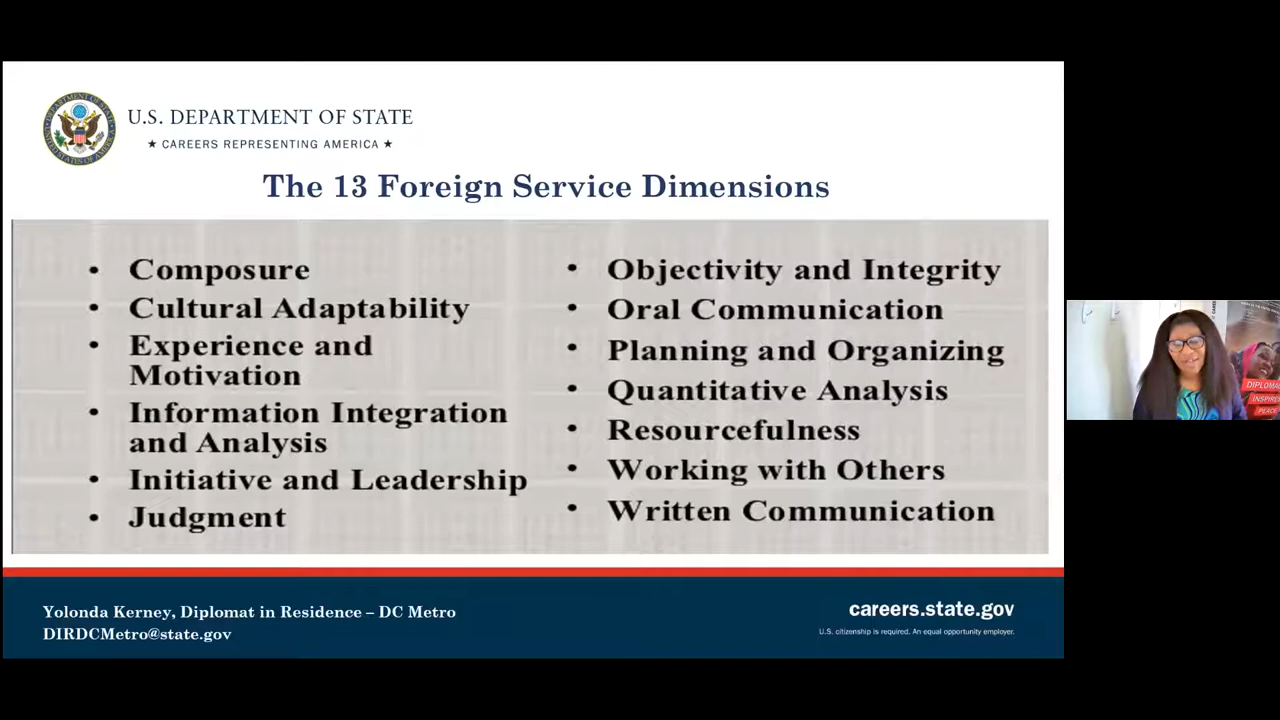 U.S. DEPARTMENT OF STATE
★ CAREERS REPRESENTING AMERICA ★
The 13 Foreign Service Dimensions
• Composure
• Cultural Adaptability
• Experience and
Motivation
• Information Integration
and Analysis
• Initiative and Leadership
• Judgment
• Objectivity and Integrity
• Oral Communication
• Planning and Organizing
• Quantitative Analysis
• Resourcefulness
• Working with Others
• Written Communication
Yolonda Kerney, Diplomat in Residence – DC Metro
DIRDCMetro@state.gov
careers.state.gov
U.S. citizenship is required. An equal opportunity employer.
INSPIRE
PEACE